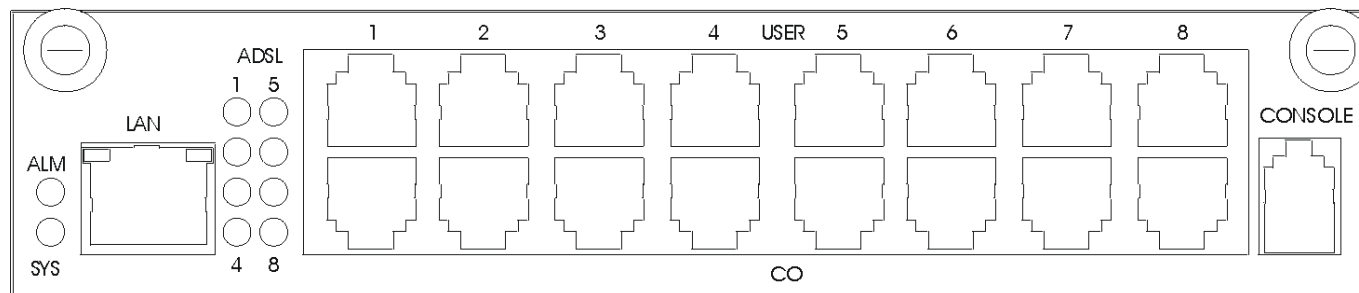 1 2 3 4 USER 5 6 7 8
ADSL
1 5
LAN
CONSOLE
ALM
SYS
4 8
CO